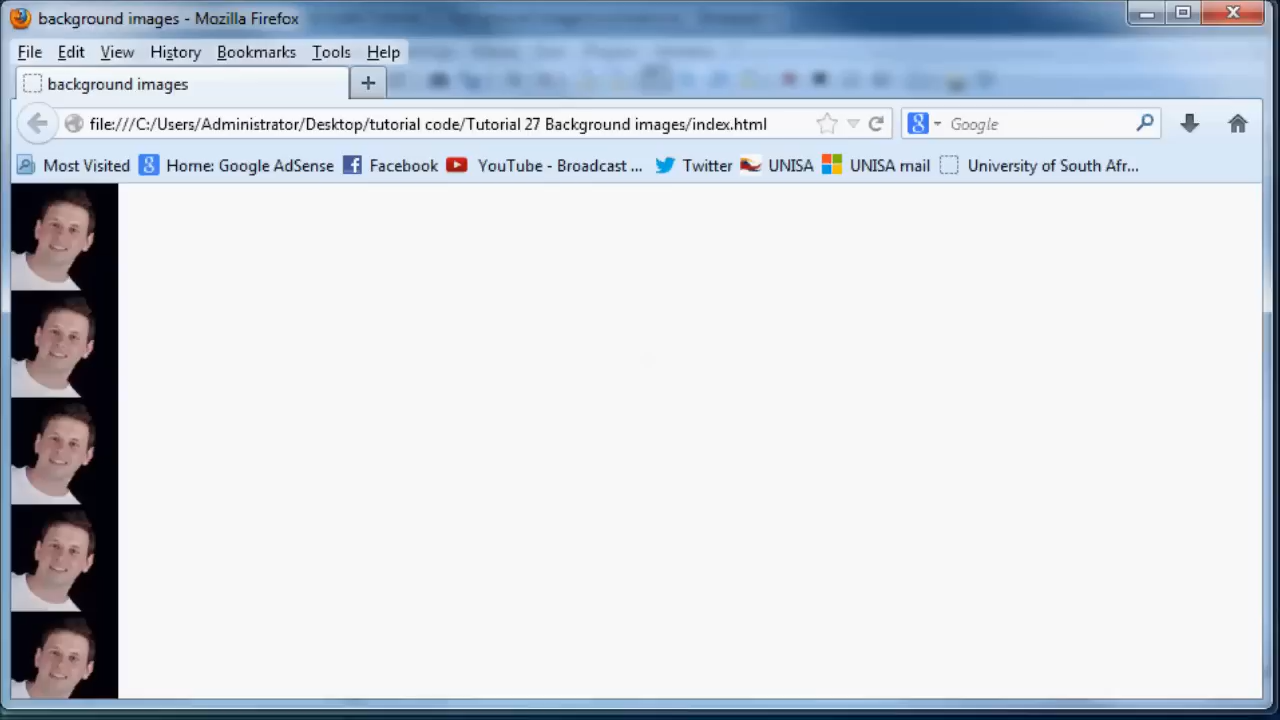 background images - Mozilla Firefox
File Edit View History Bookmarks Tools Help
background images +
file:///C:/Users/Administrator/Desktop/tutorial code/Tutorial 27 Background images/index.html Google
Most Visited Home: Google AdSense Facebook YouTube - Broadcast ... Twitter UNISA UNISA mail University of South Afr...